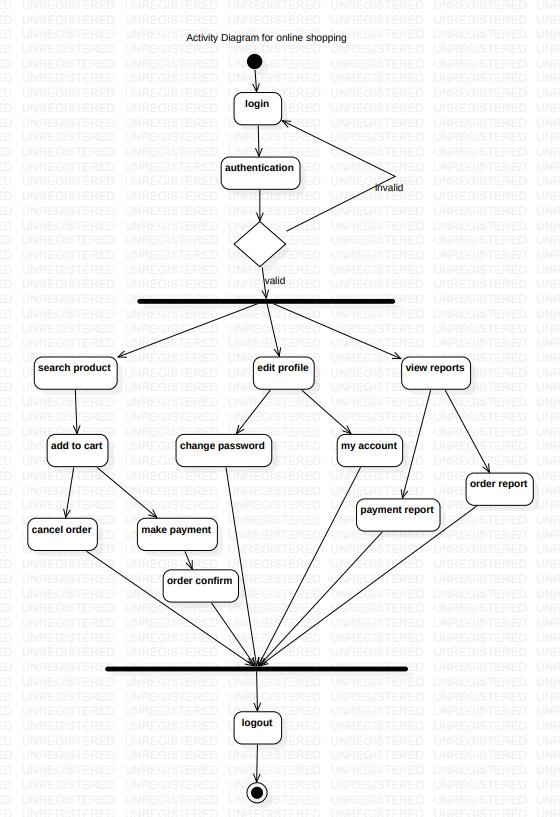 Activity Diagram for online shopping
login
authentication
invalid
valid
search product
edit profile
view reports
add to cart
change password
my account
order report
payment report
cancel order
make payment
order confirm
logout
UNREGISTERED